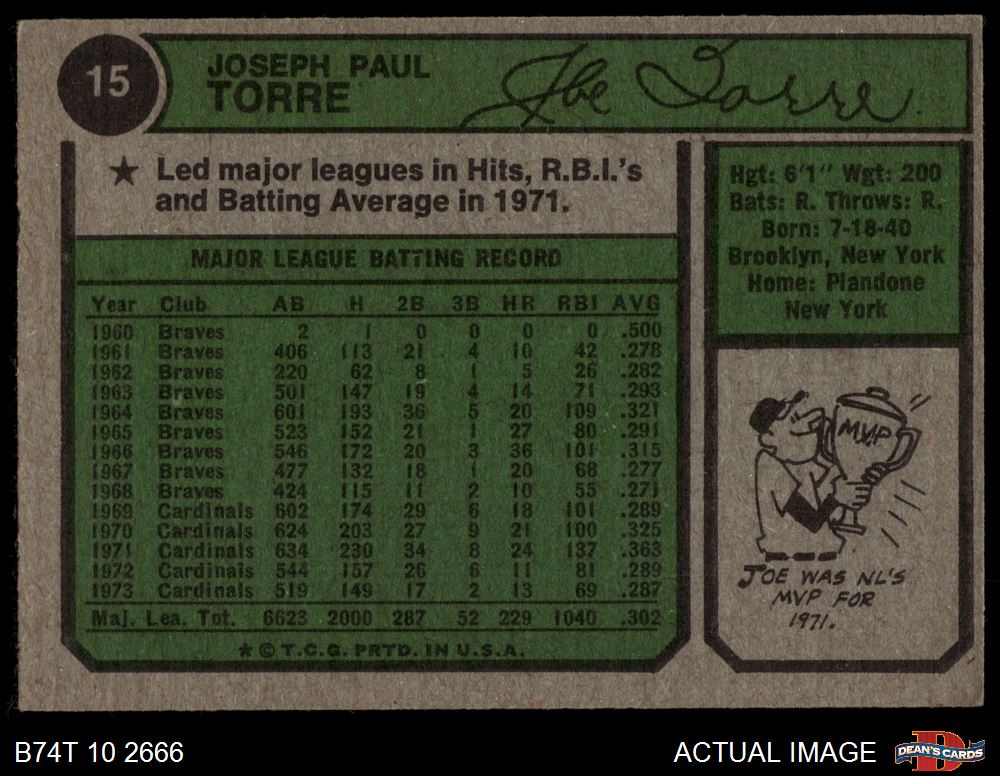 15
JOSEPH PAUL
TORRE
Joe Torre
★ Led major leagues in Hits, R.B.I.'s
and Batting Average in 1971.
MAJOR LEAGUE BATTING RECORD
Year Club AB H 2B 3B HR RBI AVG
1960 Braves 2 1 0 0 0 0 .500
1961 Braves 406 113 21 4 10 42 .278
1962 Braves 220 62 8 1 5 26 .282
1963 Braves 501 147 19 4 14 71 .293
1964 Braves 601 193 36 5 20 109 .321
1965 Braves 523 152 21 1 27 80 .291
1966 Braves 546 172 20 3 36 101 .315
1967 Braves 477 132 18 1 20 68 .277
1968 Braves 424 115 11 2 10 55 .271
1969 Cardinals 602 174 29 6 18 101 .289
1970 Cardinals 624 203 27 9 21 100 .325
1971 Cardinals 634 230 34 8 24 137 .363
1972 Cardinals 544 157 26 6 11 81 .289
1973 Cardinals 519 149 17 2 13 69 .287
Maj. Lea. Tot. 6623 2000 287 52 229 1040 .302
* © T.C.G. PRTD. IN U.S.A.
Hgt: 6'1" Wgt: 200
Bats: R. Throws: R.
Born: 7-18-40
Brooklyn, New York
Home: Plandone
New York
MVP
JOE WAS NL'S
MVP FOR
1971.
B74T 10 2666
ACTUAL IMAGE
DEAN'S CARDS